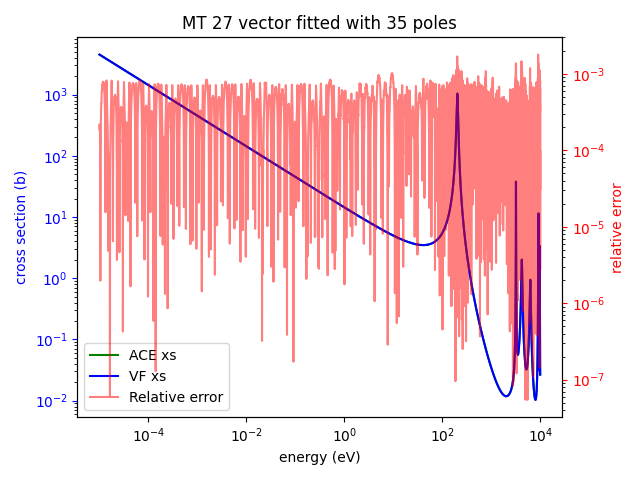 MT 27 vector fitted with 35 poles
cross section (b)
10³
10²
10¹
10⁰
10⁻¹
10⁻²
10⁻³
10⁻⁴
10⁻⁵
10⁻⁶
10⁻⁷
relative error
ACE xs
VF xs
Relative error
10⁻⁴ 10⁻² 10⁰ 10² 10⁴
energy (eV)